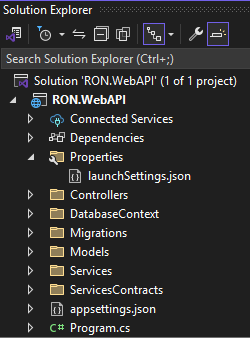 Solution Explorer
Search Solution Explorer (Ctrl+;)
Solution 'RON.WebAPI' (1 of 1 project)
RON.WebAPI
Connected Services
Dependencies
Properties
launchSettings.json
Controllers
DatabaseContext
Migrations
Models
Services
ServicesContracts
appsettings.json
C# Program.cs